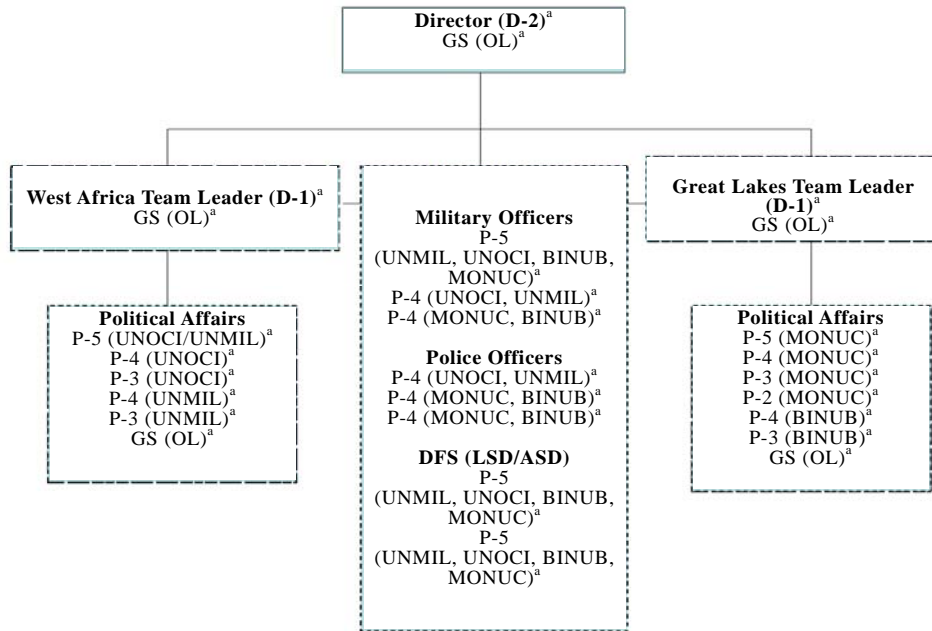 Director (D-2)ᵃ
GS (OL)ᵃ
West Africa Team Leader (D-1)ᵃ
GS (OL)ᵃ
Political Affairs
P-5 (UNOCI/UNMIL)ᵃ
P-4 (UNOCI)ᵃ
P-3 (UNOCI)ᵃ
P-4 (UNMIL)ᵃ
P-3 (UNMIL)ᵃ
GS (OL)ᵃ
Military Officers
P-5
(UNMIL, UNOCI, BINUB,
MONUC)ᵃ
P-4 (UNOCI, UNMIL)ᵃ
P-4 (MONUC, BINUB)ᵃ
Police Officers
P-4 (UNOCI, UNMIL)ᵃ
P-4 (MONUC, BINUB)ᵃ
P-4 (MONUC, BINUB)ᵃ
DFS (LSD/ASD)
P-5
(UNMIL, UNOCI, BINUB,
MONUC)ᵃ
P-5
(UNMIL, UNOCI, BINUB,
MONUC)ᵃ
Great Lakes Team Leader
(D-1)ᵃ
GS (OL)ᵃ
Political Affairs
P-5 (MONUC)ᵃ
P-4 (MONUC)ᵃ
P-3 (MONUC)ᵃ
P-2 (MONUC)ᵃ
P-4 (BINUB)ᵃ
P-3 (BINUB)ᵃ
GS (OL)ᵃ